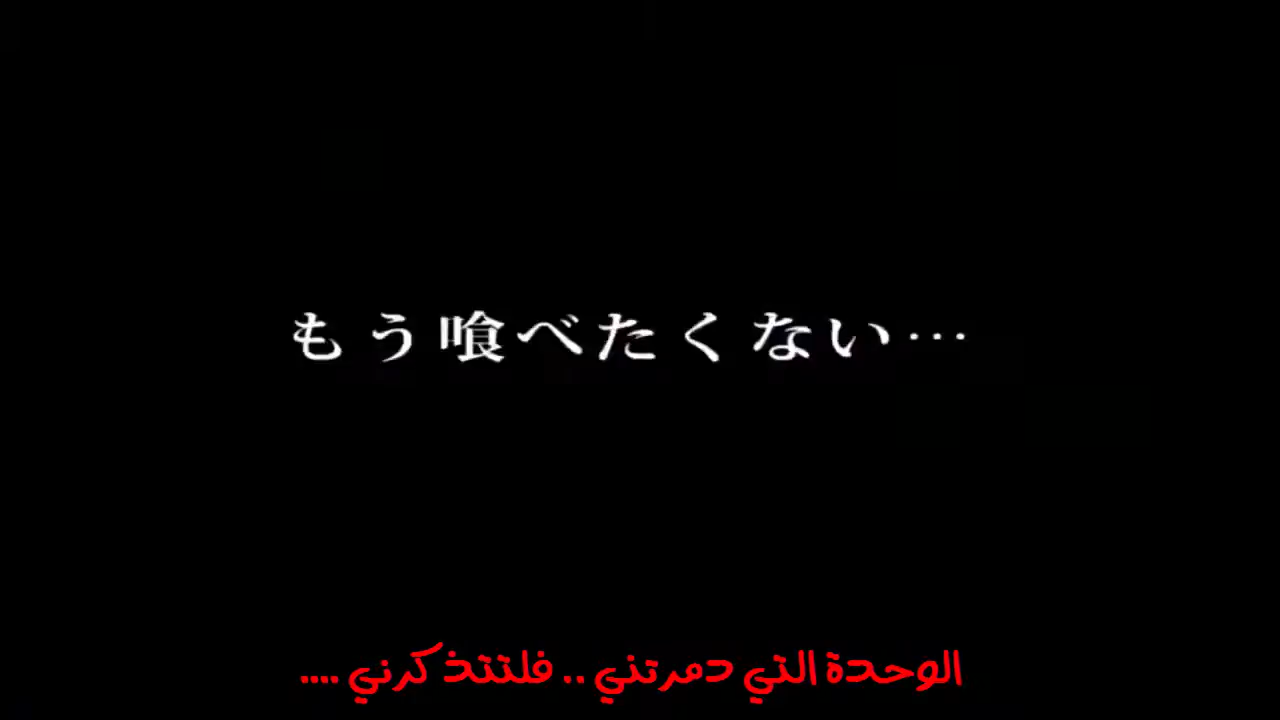 もう喰べたくない…
الوحدة التي دمرتني .. فلتتذكرني ....